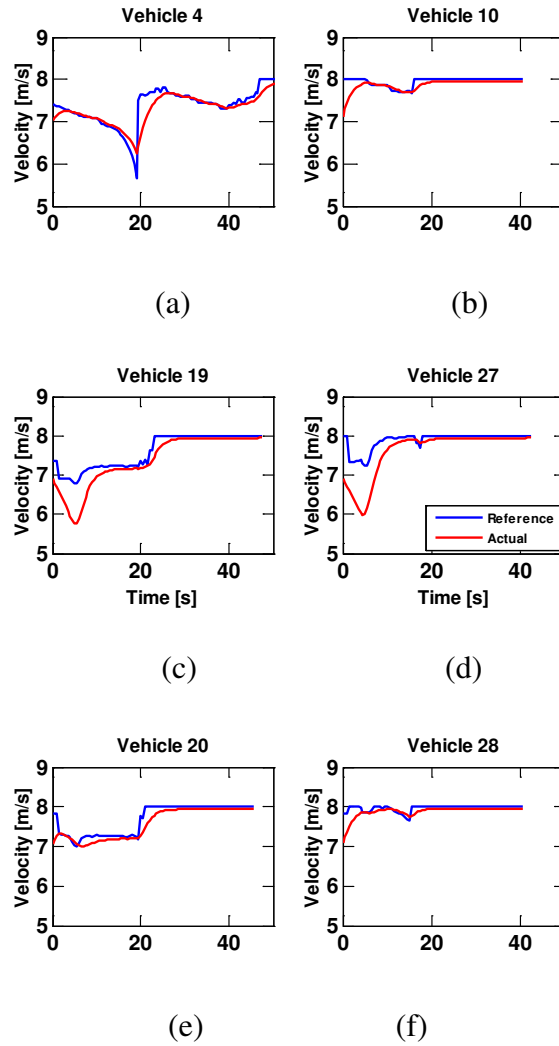 Vehicle 4
Vehicle 10
9
8
7
6
5
Velocity [m/s]
0
20
40
9
8
7
6
5
Velocity [m/s]
0
20
40
(a)
(b)
Vehicle 19
Vehicle 27
9
8
7
6
5
Velocity [m/s]
0
20
40
Time [s]
9
8
7
6
5
Velocity [m/s]
Reference
Actual
0
20
40
Time [s]
(c)
(d)
Vehicle 20
Vehicle 28
9
8
7
6
5
Velocity [m/s]
0
20
40
9
8
7
6
5
Velocity [m/s]
0
20
40
(e)
(f)